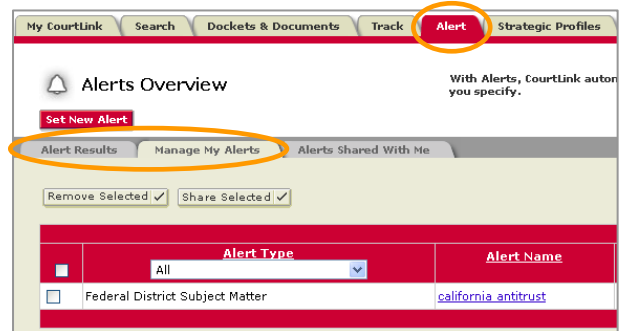 My CourtLink Search Dockets & Documents Track Alert Strategic Profiles
Alerts Overview
With Alerts, CourtLink auton
you specify.
Set New Alert
Alert Results Manage My Alerts Alerts Shared With Me
Remove Selected Share Selected
Alert Type Alert Name
All
Federal District Subject Matter california antitrust